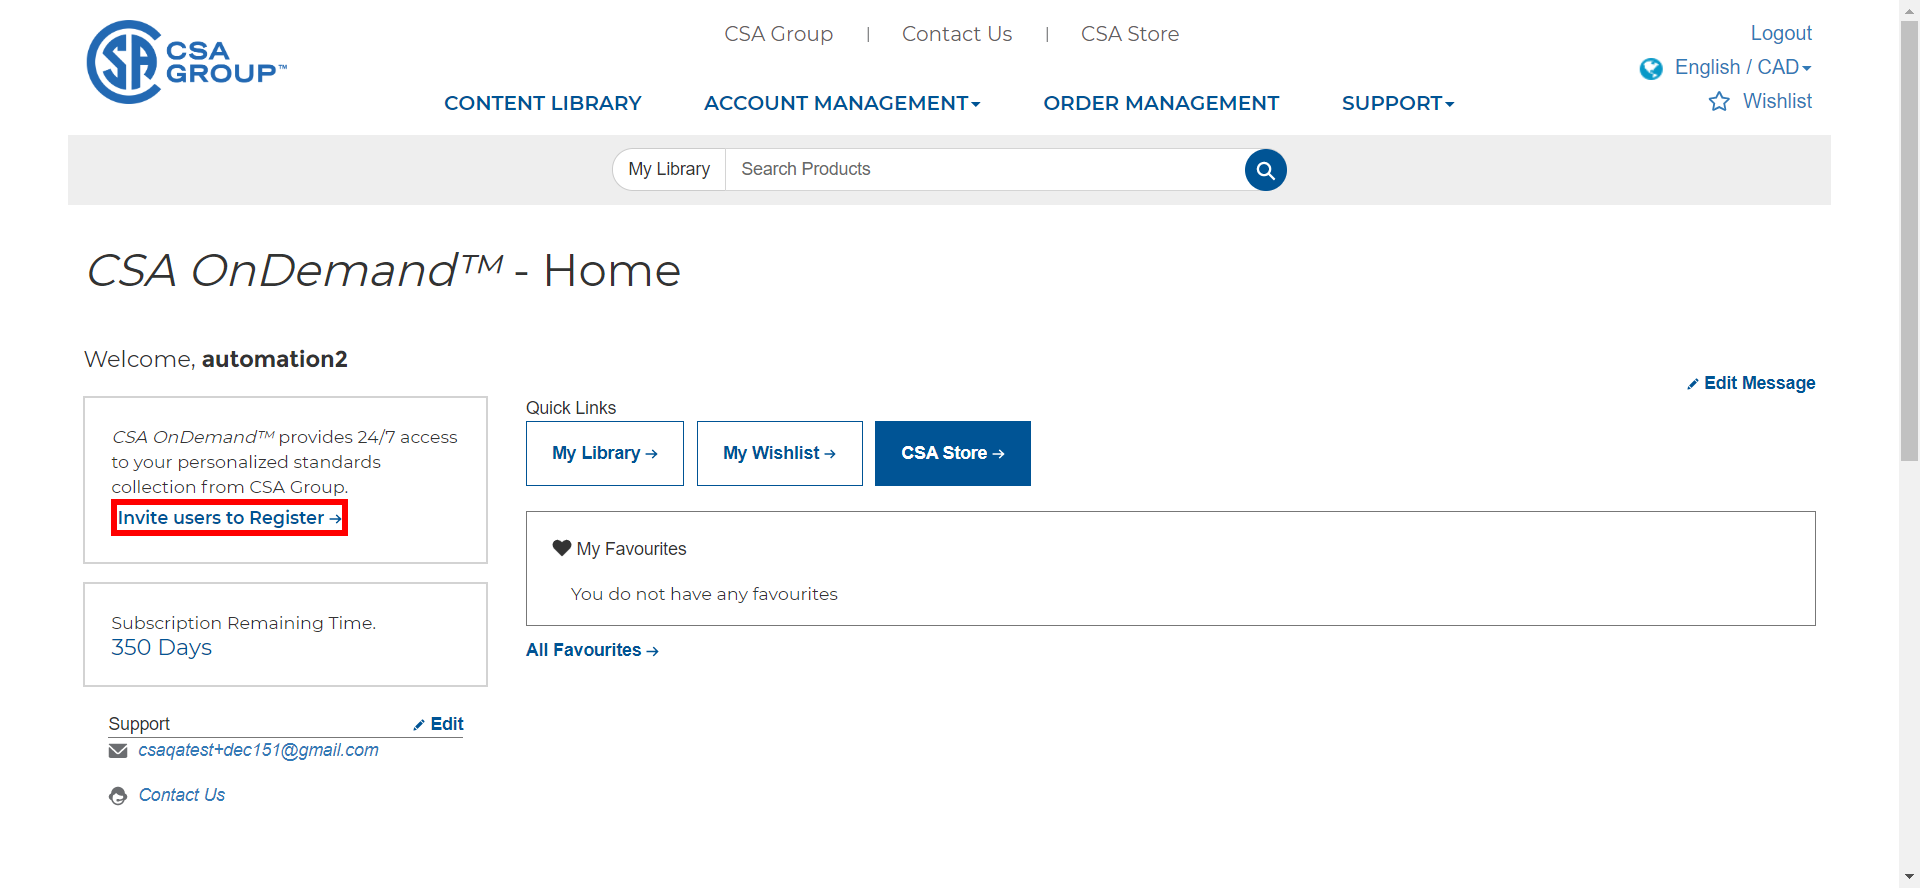 CSA
GROUP™
CSA Group | Contact Us | CSA Store
Logout
English / CAD
Wishlist
CONTENT LIBRARY ACCOUNT MANAGEMENT ORDER MANAGEMENT SUPPORT
My Library Search Products
CSA OnDemand™ - Home
Welcome, automation2
Edit Message
CSA OnDemand™ provides 24/7 access
to your personalized standards
collection from CSA Group.
Invite users to Register →
Subscription Remaining Time.
350 Days
Support Edit
csaqatest+dec151@gmail.com
Contact Us
Quick Links
My Library → My Wishlist → CSA Store →
My Favourites
You do not have any favourites
All Favourites →